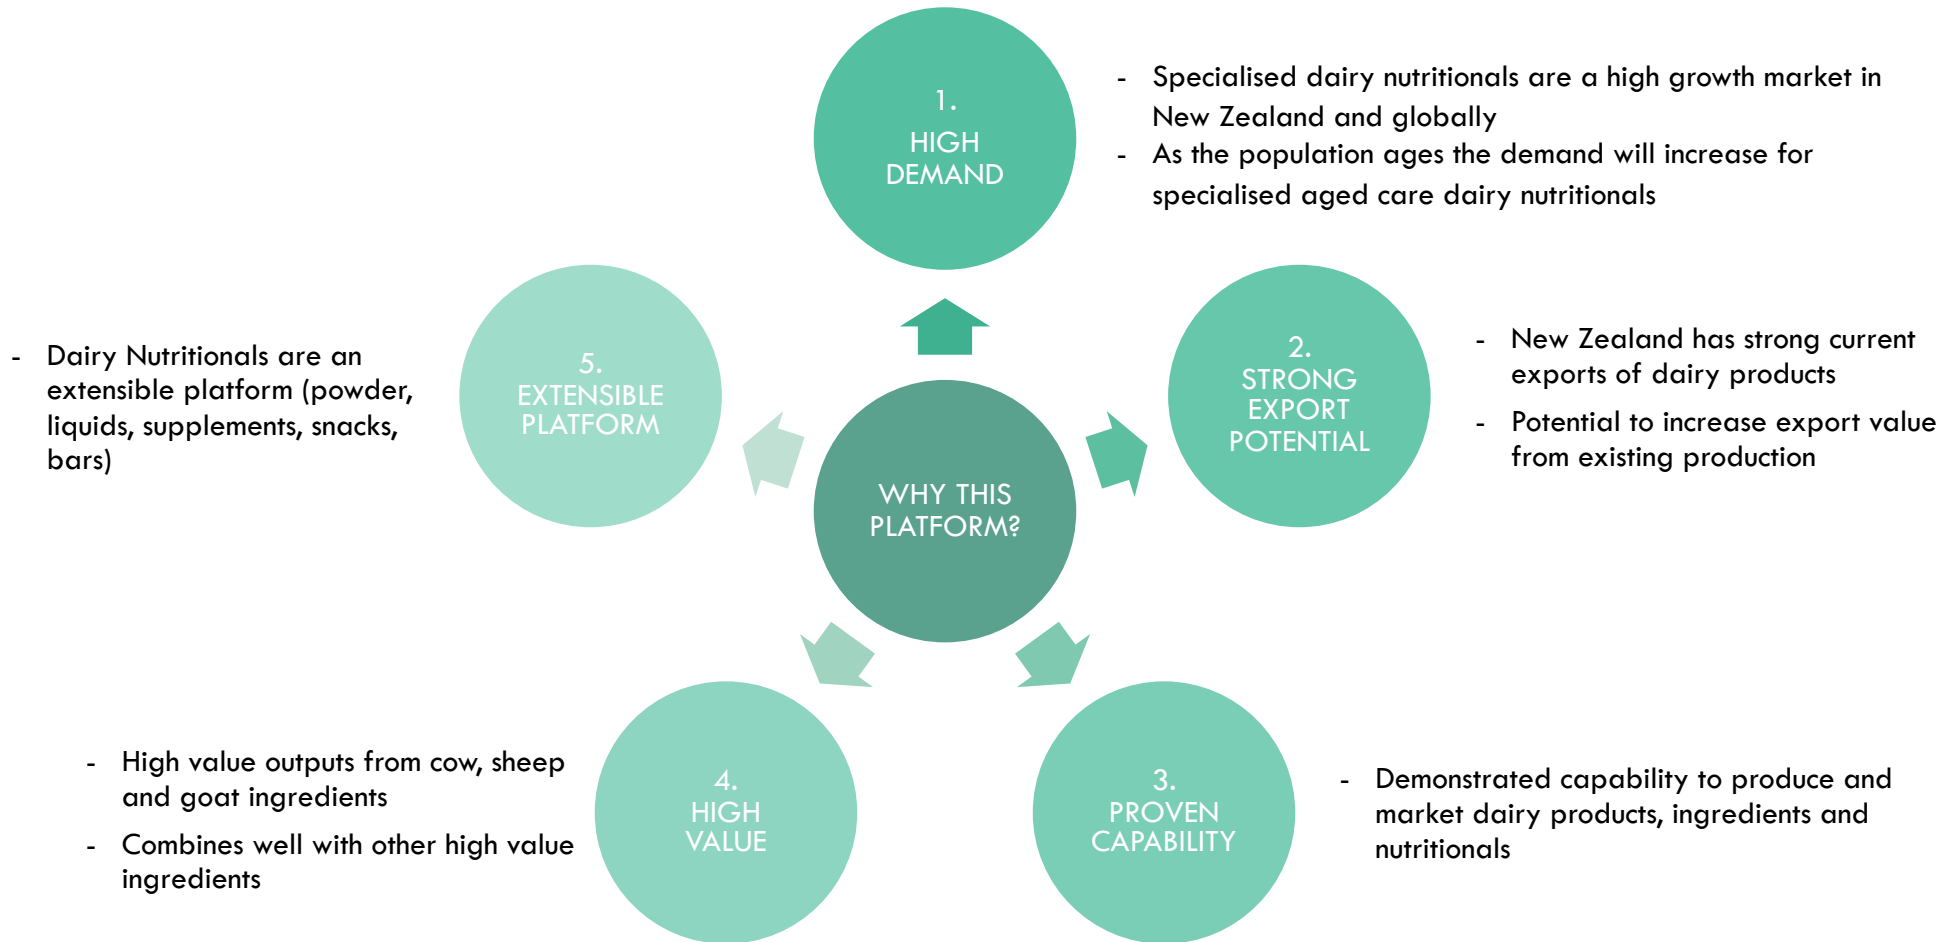 1.
HIGH
DEMAND
- Specialised dairy nutritionals are a high growth market in
New Zealand and globally
- As the population ages the demand will increase for
specialised aged care dairy nutritionals
2.
STRONG
EXPORT
POTENTIAL
- New Zealand has strong current
exports of dairy products
- Potential to increase export value
from existing production
3.
PROVEN
CAPABILITY
- Demonstrated capability to produce and
market dairy products, ingredients and
nutritionals
4.
HIGH
VALUE
- High value outputs from cow, sheep
and goat ingredients
- Combines well with other high value
ingredients
5.
EXTENSIBLE
PLATFORM
- Dairy Nutritionals are an
extensible platform (powder,
liquids, supplements, snacks,
bars)
WHY THIS
PLATFORM?